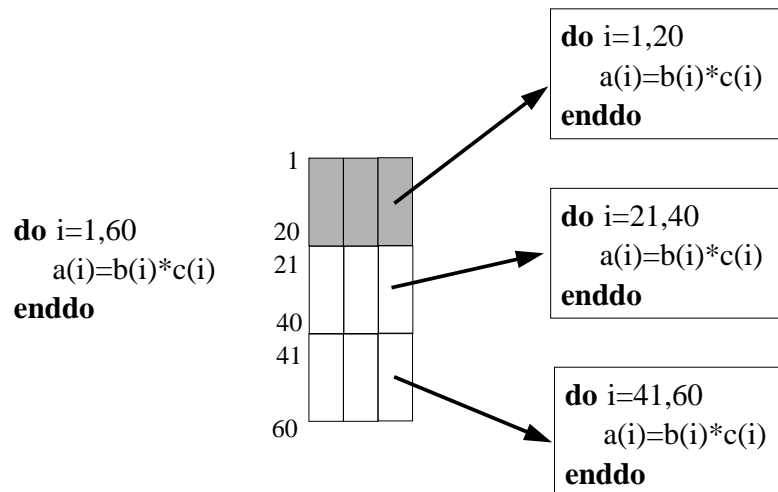 do i=1,60
a(i)=b(i)*c(i)
enddo
1
20
21
40
41
60
do i=1,20
a(i)=b(i)*c(i)
enddo
do i=21,40
a(i)=b(i)*c(i)
enddo
do i=41,60
a(i)=b(i)*c(i)
enddo